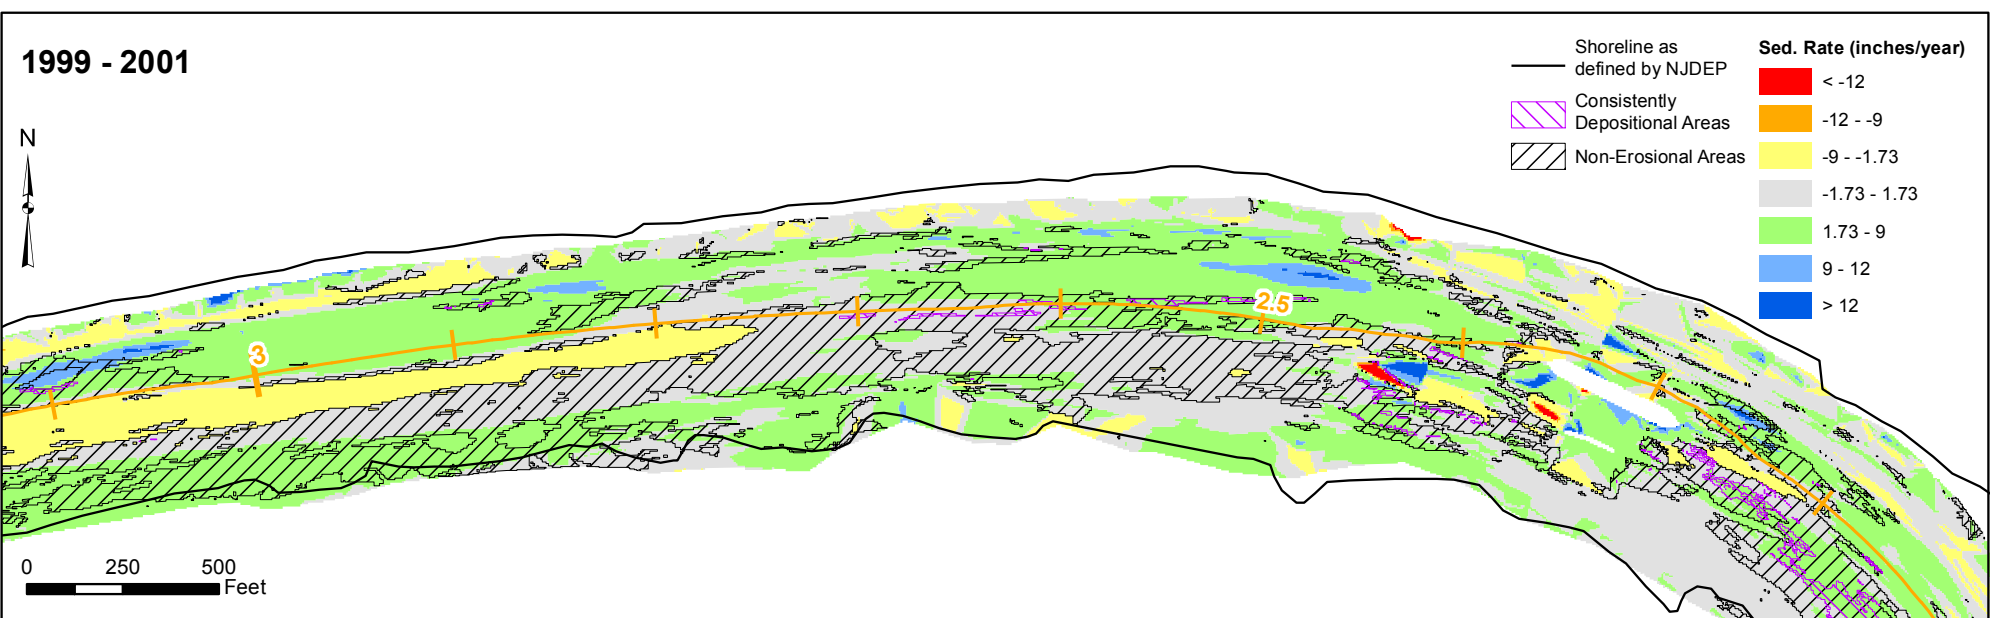 1999 - 2001
Shoreline as
defined by NJDEP
Consistently
Depositional Areas
Non-Erosional Areas
Sed. Rate (inches/year)
< -12
-12 - -9
-9 - -1.73
-1.73 - 1.73
1.73 - 9
9 - 12
> 12
N
2.5
3
0 250 500
Feet